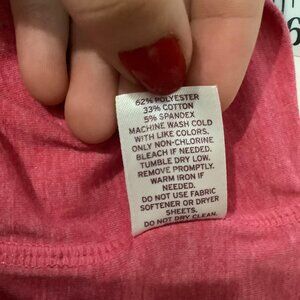 62% POLYESTER
33% COTTON
5% SPANDEX
MACHINE WASH COLD
WITH LIKE COLORS.
ONLY NON-CHLORINE
BLEACH IF NEEDED.
TUMBLE DRY LOW.
REMOVE PROMPTLY.
WARM IRON IF
NEEDED.
DO NOT USE FABRIC
SOFTENER OR DRYER
SHEETS.
DO NOT DRY CLEAN.
6